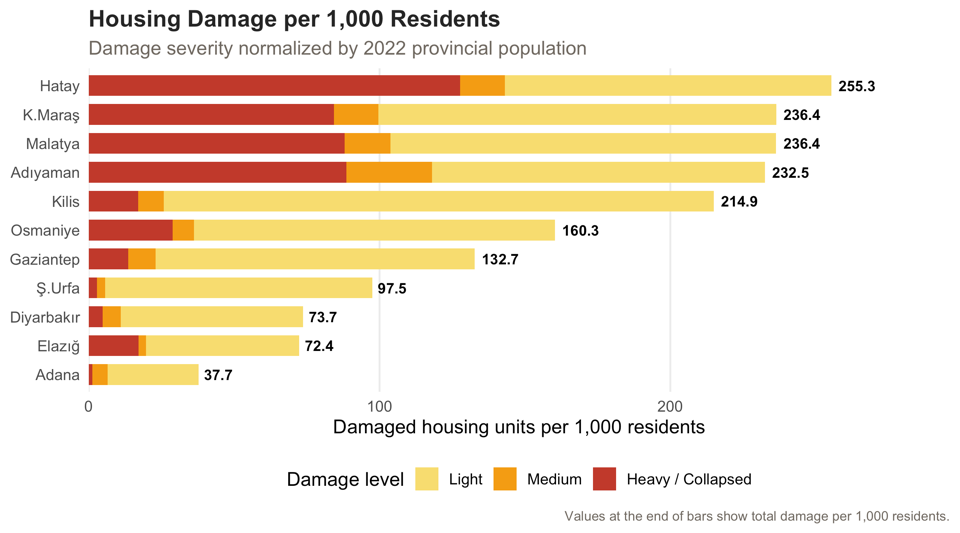 Housing Damage per 1,000 Residents
Damage severity normalized by 2022 provincial population
Hatay 255.3
K.Maraş 236.4
Malatya 236.4
Adıyaman 232.5
Kilis 214.9
Osmaniye 160.3
Gaziantep 132.7
Ş.Urfa 97.5
Diyarbakır 73.7
Elazığ 72.4
Adana 37.7
0 100 200
Damaged housing units per 1,000 residents
Damage level Light Medium Heavy / Collapsed
Values at the end of bars show total damage per 1,000 residents.